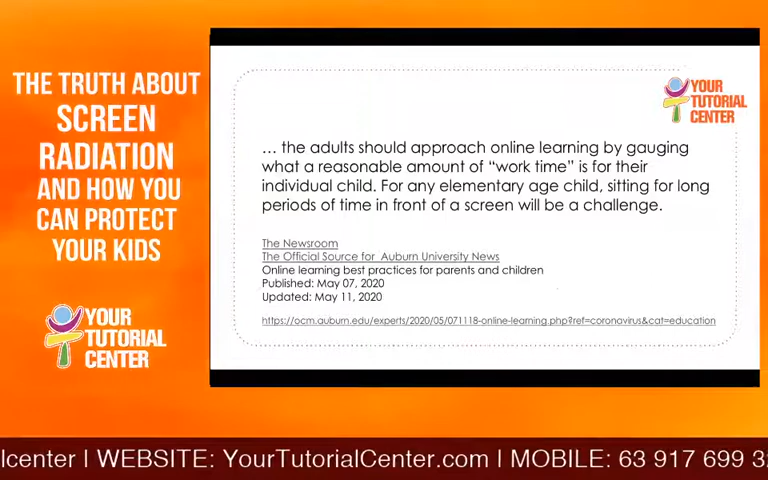 THE TRUTH ABOUT
SCREEN
RADIATION
AND HOW YOU
CAN PROTECT
YOUR KIDS
YOUR
TUTORIAL
CENTER
YOUR
TUTORIAL
CENTER
… the adults should approach online learning by gauging
what a reasonable amount of “work time” is for their
individual child. For any elementary age child, sitting for long
periods of time in front of a screen will be a challenge.
The Newsroom
The Official Source for Auburn University News
Online learning best practices for parents and children
Published: May 07, 2020
Updated: May 11, 2020
https://ocm.auburn.edu/experts/2020/05/071118-online-learning.php?ref=coronavirus&cat=education
lcenter | WEBSITE: YourTutorialCenter.com | MOBILE: 63 917 699 3